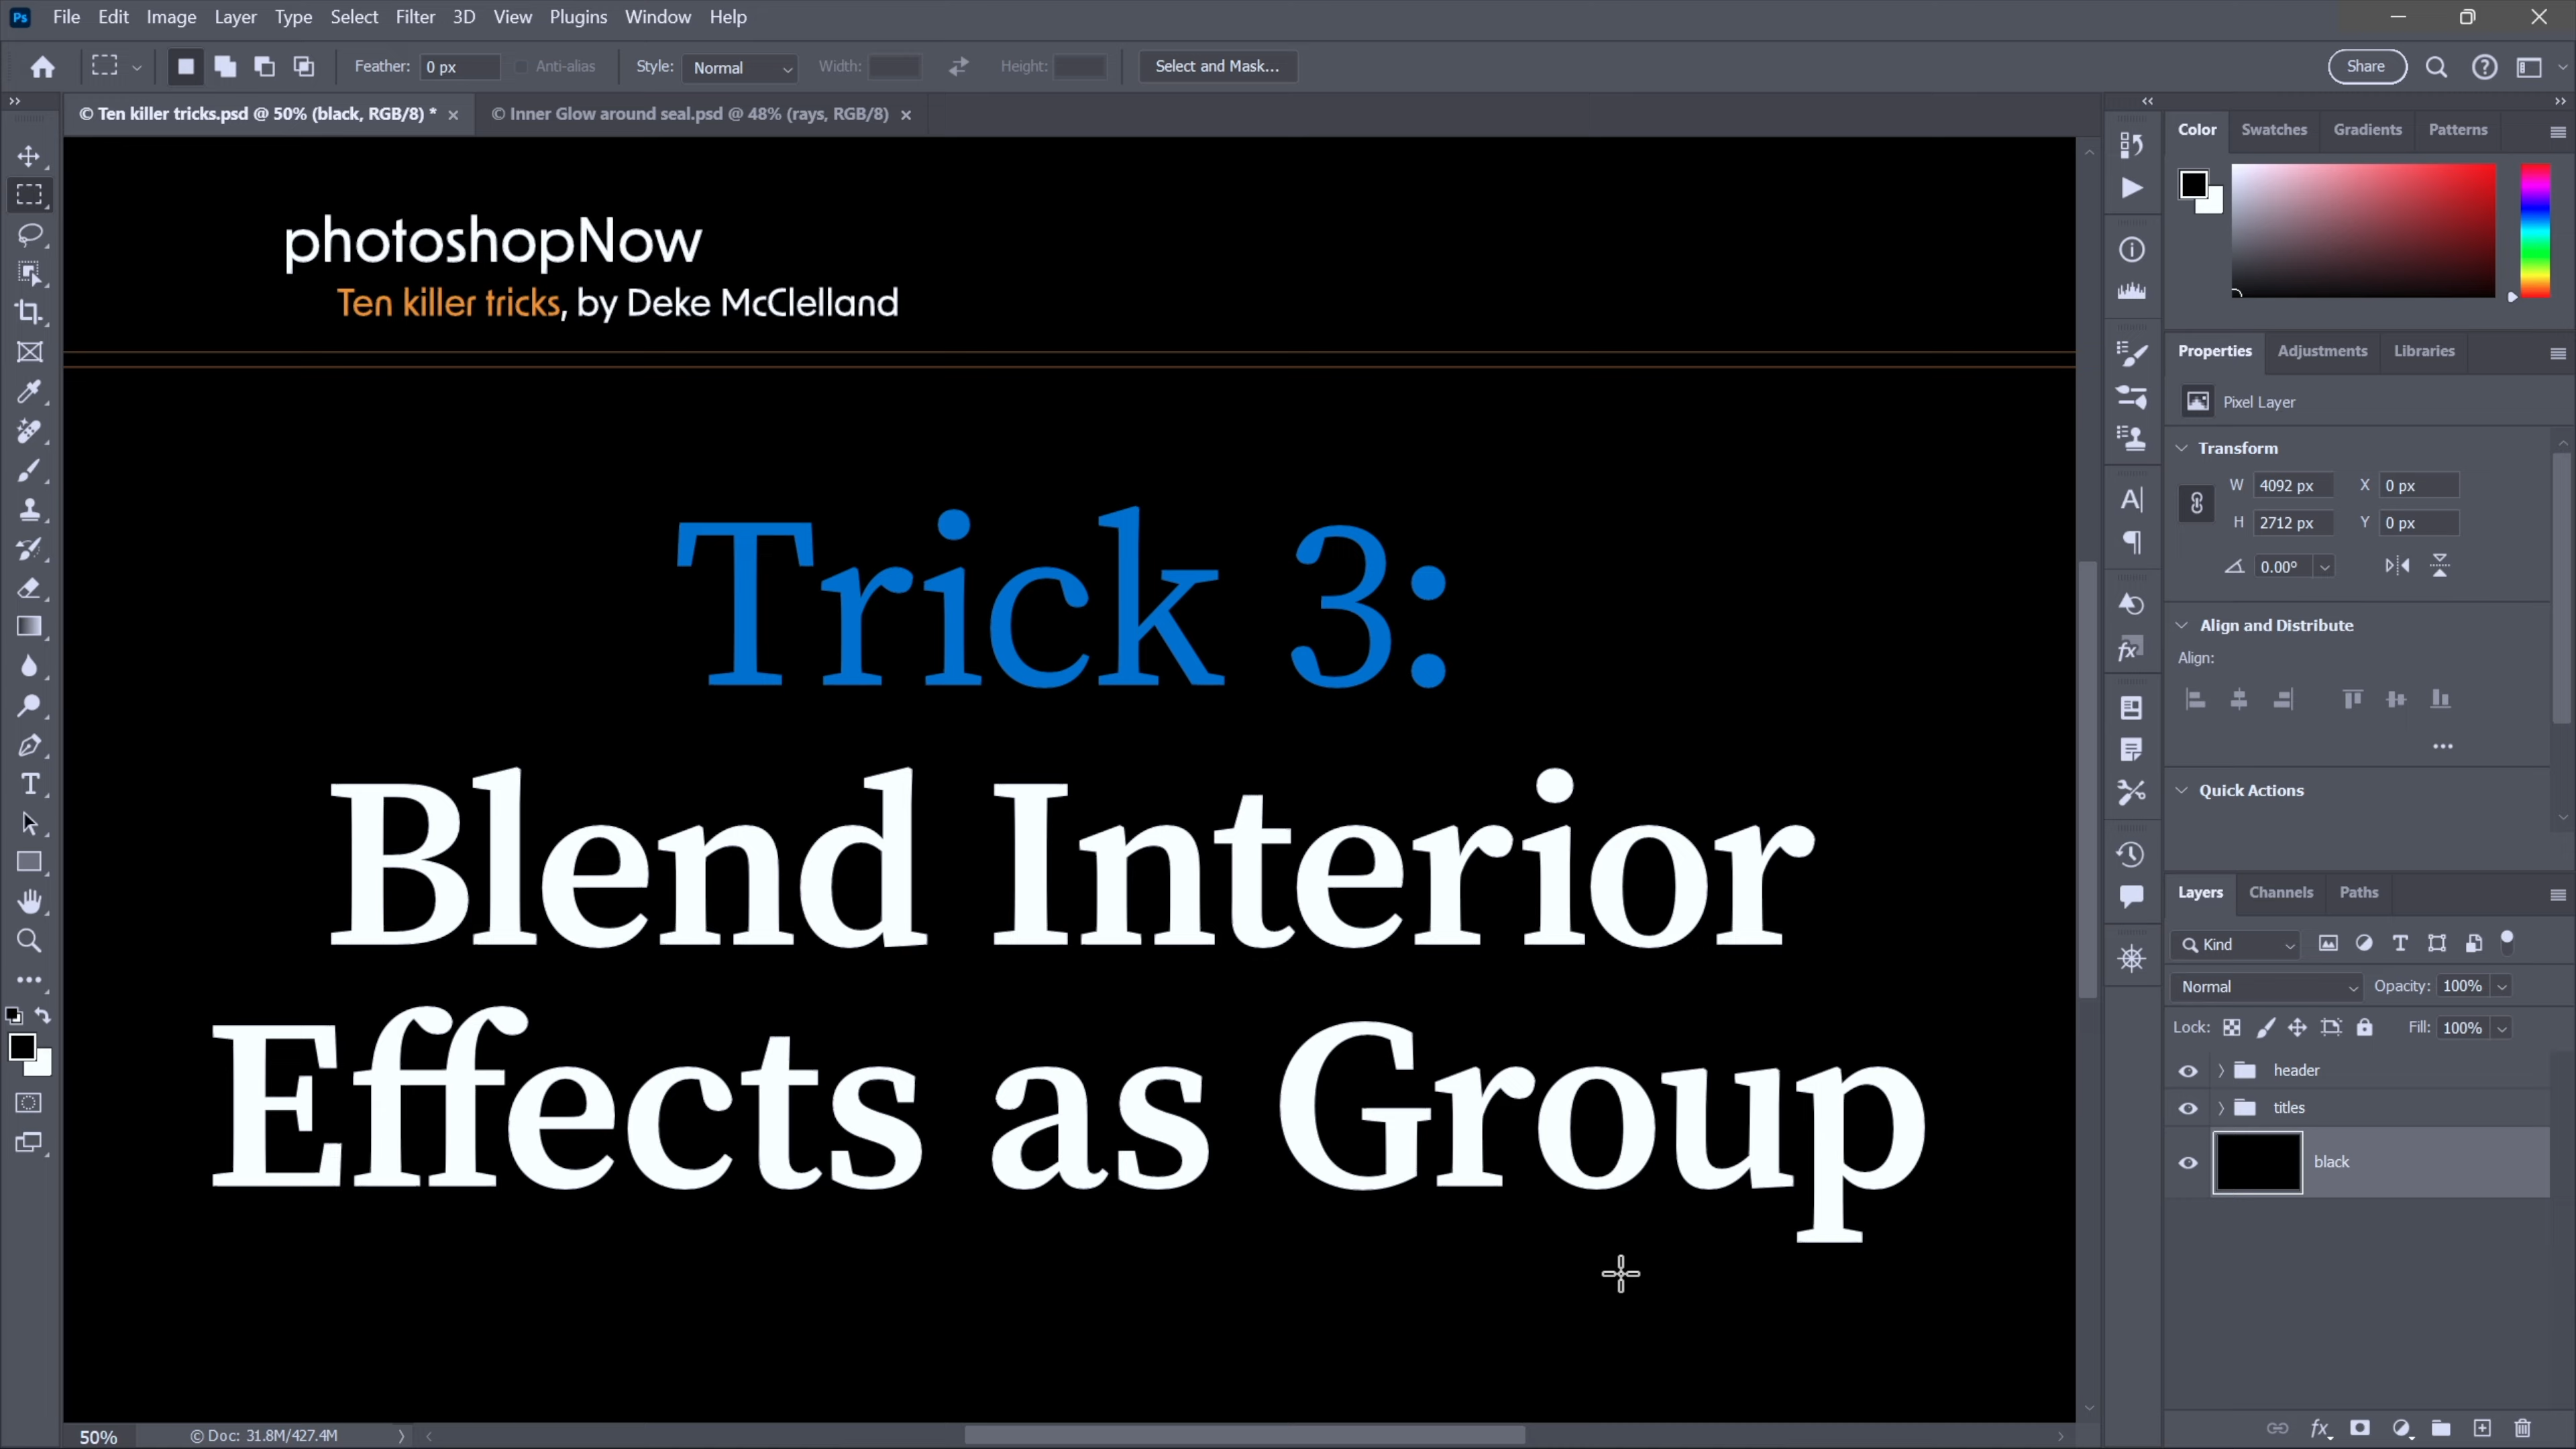 Ps File Edit Image Layer Type Select Filter 3D View Plugins Window Help
Feather: 0 px Anti-alias Style: Normal Width: Height: Select and Mask... Share
© Ten killer tricks.psd @ 50% (black, RGB/8) * © Inner Glow around seal.psd @ 48% (rays, RGB/8)
photoshopNow
Ten killer tricks, by Deke McClelland
Trick 3:
Blend Interior
Effects as Group
50% © Doc: 31.8M/427.4M
Color Swatches Gradients Patterns
Properties Adjustments Libraries
Pixel Layer
Transform
W 4092 px X 0 px
H 2712 px Y 0 px
0.00°
Align and Distribute
Align:
Quick Actions
Layers Channels Paths
Kind
Normal Opacity: 100%
Lock: Fill: 100%
header
titles
black